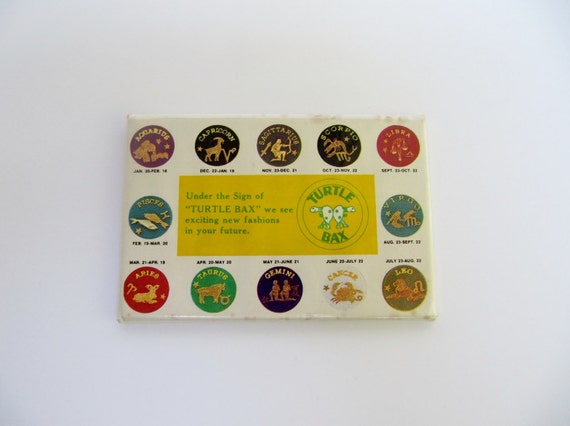 AQUARIUS
CAPRICORN
SAGITTARIUS
SCORPIO
LIBRA
JAN. 20-FEB. 18
DEC. 22-JAN. 19
NOV. 23-DEC. 21
OCT. 23-NOV. 22
SEPT. 23-OCT. 22
PISCES
Under the Sign of
"TURTLE BAX" we see
exciting new fashions
in your future.
TURTLE
BAX
VIRGO
FEB. 19-MAR. 20
AUG. 23-SEPT. 22
MAR. 21-APR. 19
APR. 20-MAY 20
MAY 21-JUNE 21
JUNE 22-JULY 22
JULY 23-AUG. 22
ARIES
TAURUS
GEMINI
CANCER
LEO